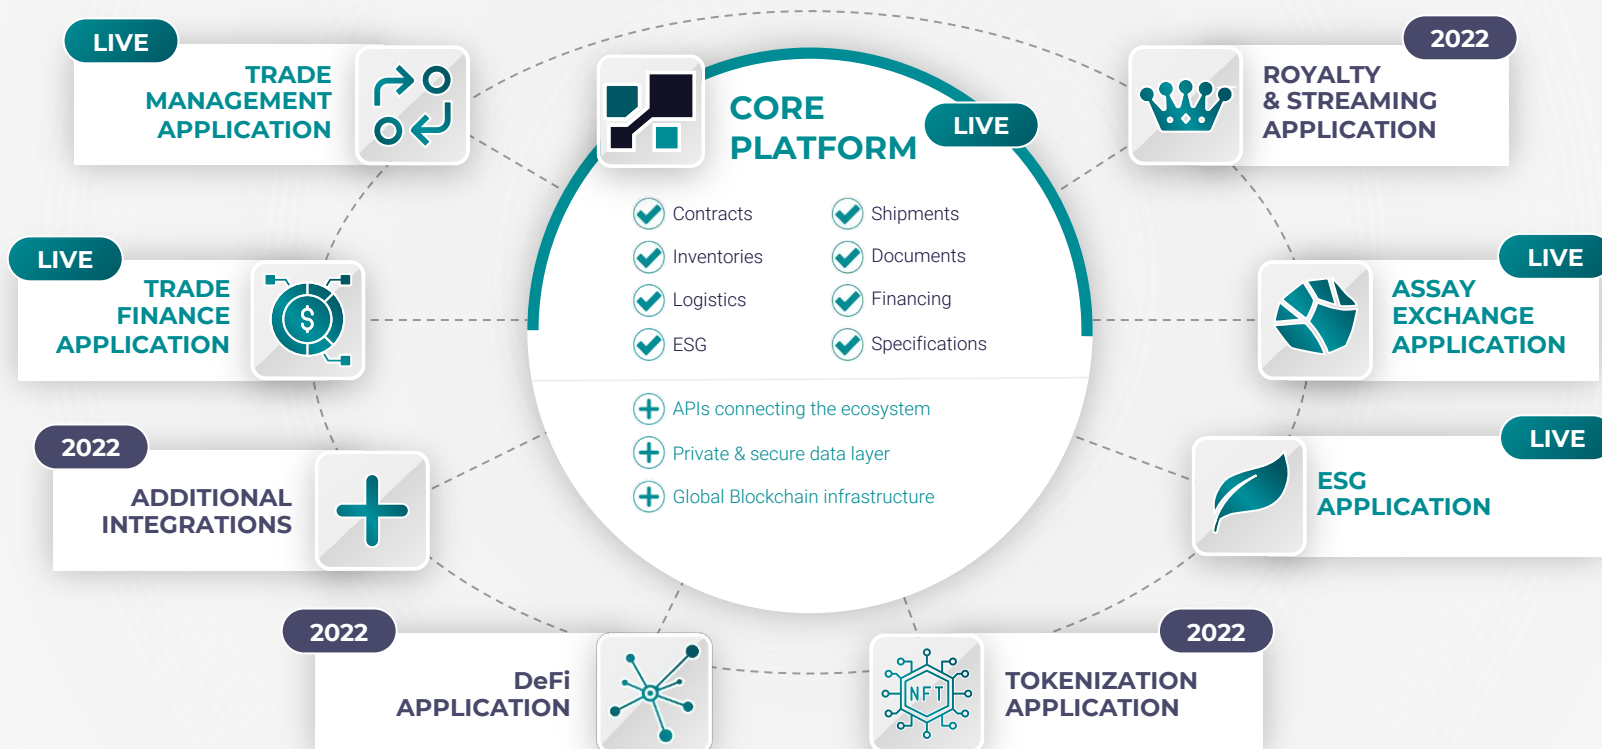 LIVE
TRADE
MANAGEMENT
APPLICATION
LIVE
TRADE
FINANCE
APPLICATION
2022
ADDITIONAL
INTEGRATIONS
2022
DeFi
APPLICATION
CORE
PLATFORM
LIVE
Contracts
Inventories
Logistics
ESG
Shipments
Documents
Financing
Specifications
APIs connecting the ecosystem
Private & secure data layer
Global Blockchain infrastructure
2022
ROYALTY
& STREAMING
APPLICATION
LIVE
ASSAY
EXCHANGE
APPLICATION
LIVE
ESG
APPLICATION
2022
NFT
TOKENIZATION
APPLICATION
$